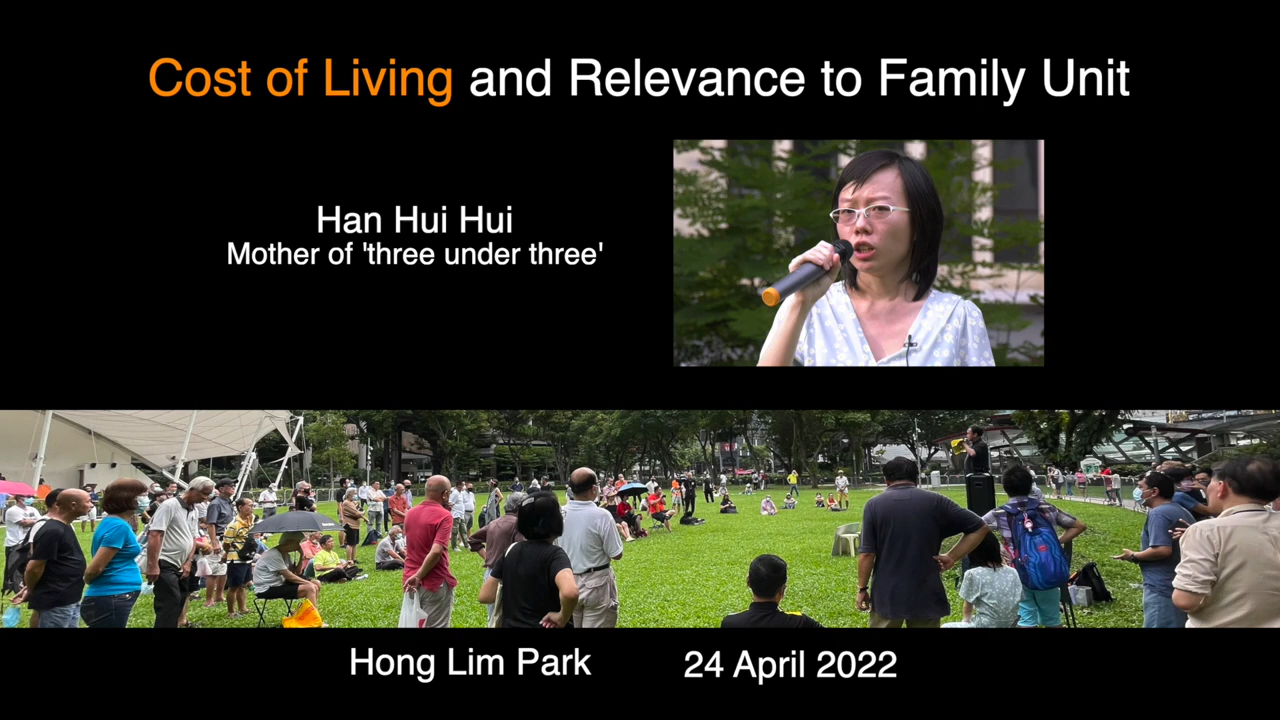 Cost of Living and Relevance to Family Unit
Han Hui Hui
Mother of 'three under three'
Hong Lim Park
24 April 2022